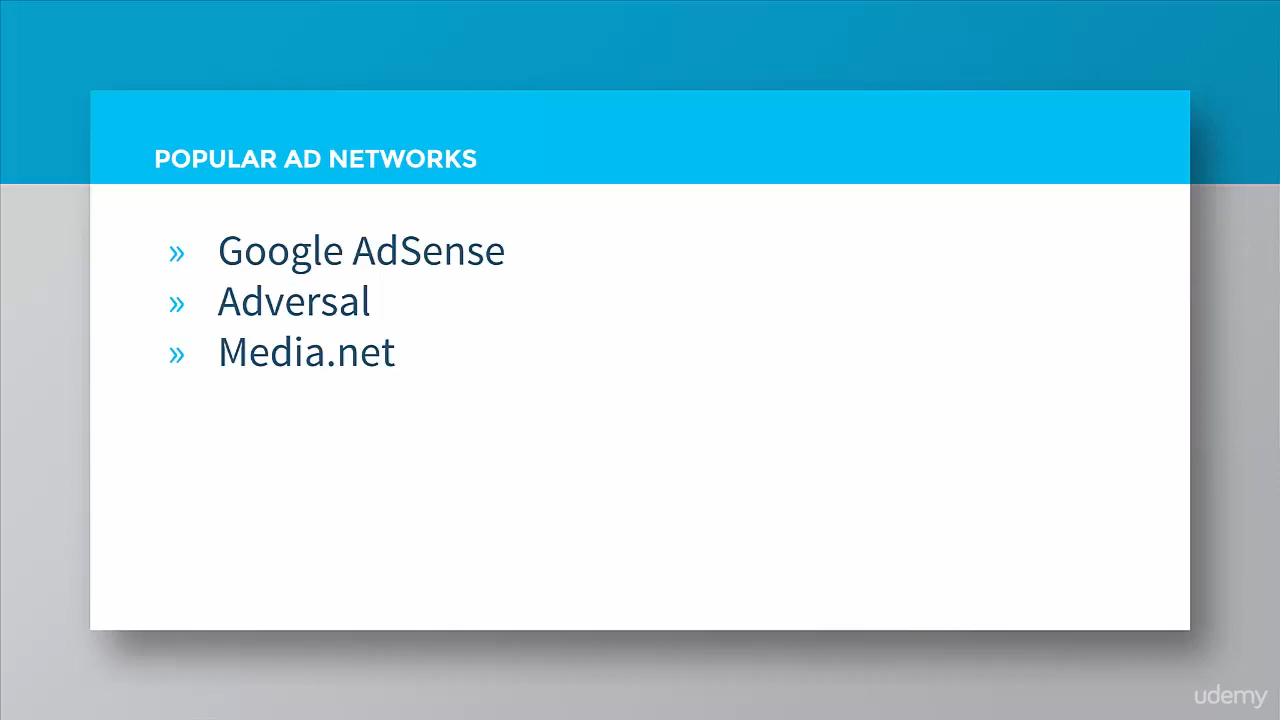 POPULAR AD NETWORKS
» Google AdSense
» Adversal
» Media.net
udemy